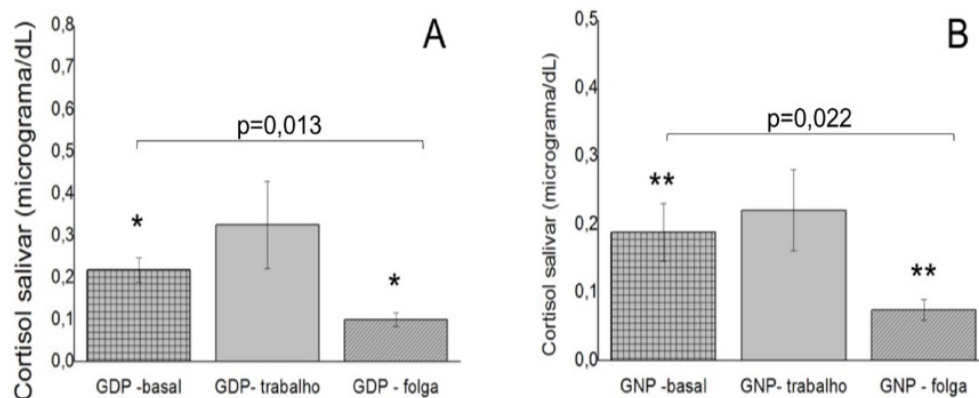 A
Cortisol salivar (micrograma/dL)
0,8
0,7
0,6
0,5
0,4
0,3
0,2
0,1
0,0
p=0,013
*
*
GDP -basal
GDP- trabalho
GDP - folga
B
Cortisol salivar (micrograma/dL)
0,5
0,4
0,3
0,2
0,1
0,0
p=0,022
**
**
GNP -basal
GNP- trabalho
GNP - folga